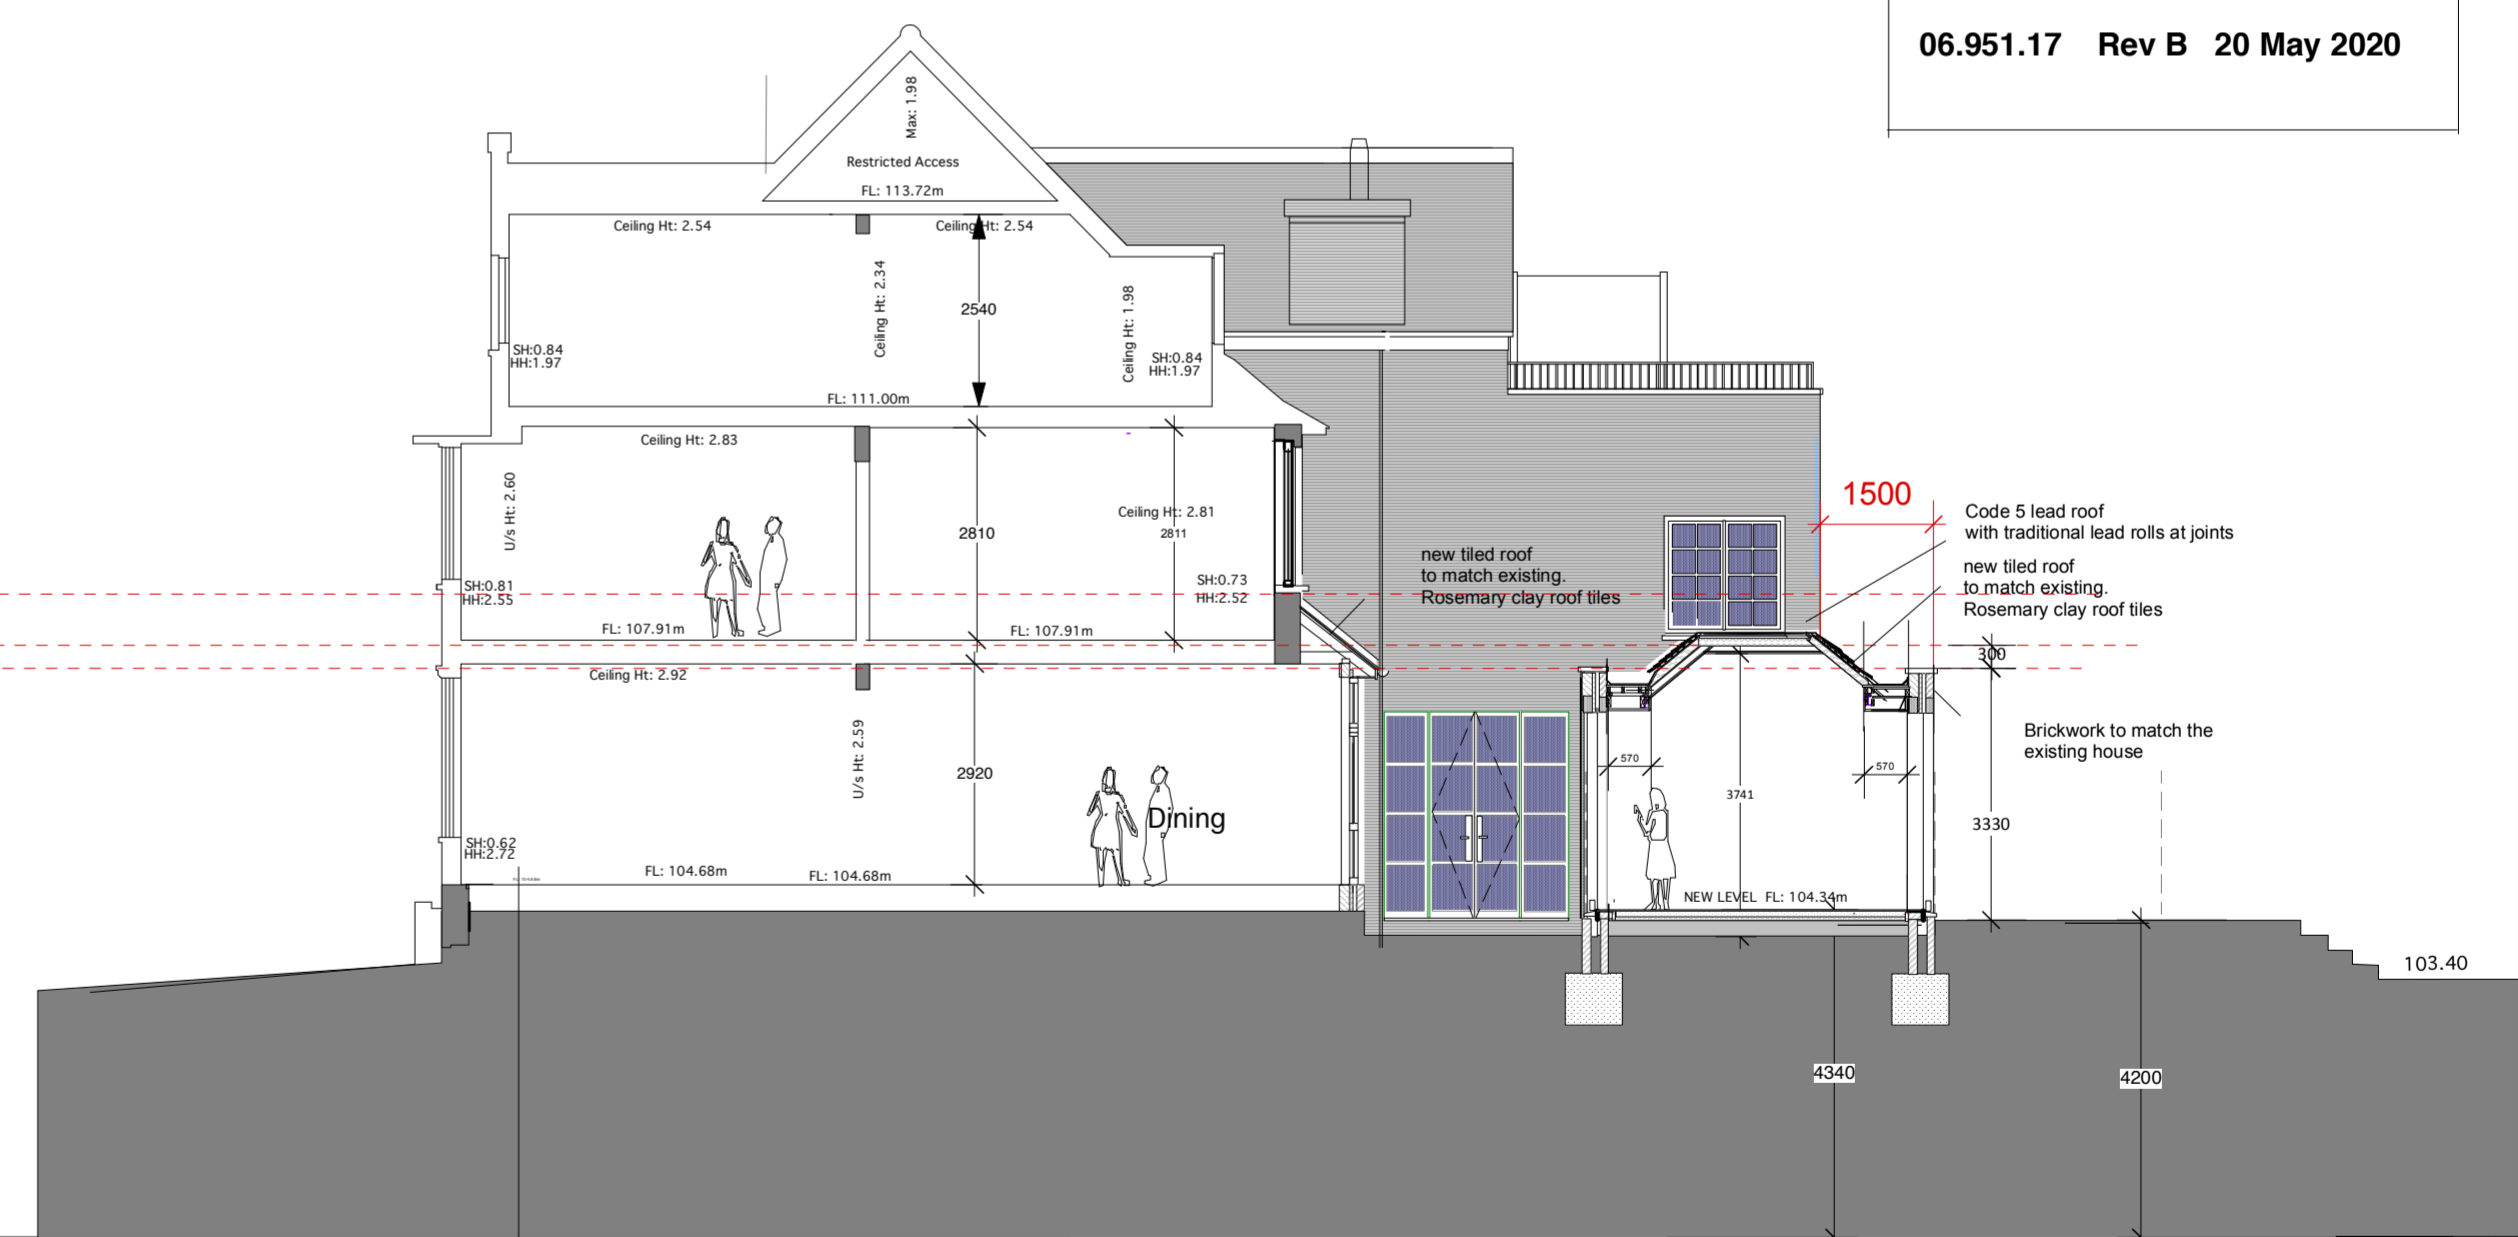 06.951.17 Rev B 20 May 2020
Max: 1.98
Restricted Access
FL: 113.72m
Ceiling Ht: 2.54
Ceiling Ht: 2.54
Ceiling Ht: 2.34
2540
Ceiling Ht: 1.98
SH:0.84
HH:1.97
SH:0.84
HH:1.97
FL: 111.00m
Ceiling Ht: 2.83
U/s Ht: 2.60
2810
Ceiling Ht: 2.81
2811
SH:0.81
HH:2.55
SH:0.73
HH:2.52
FL: 107.91m
FL: 107.91m
1500
Code 5 lead roof
with traditional lead rolls at joints
new tiled roof
to match existing.
Rosemary clay roof tiles
new tiled roof
to match existing.
Rosemary clay roof tiles
300
Ceiling Ht: 2.92
U/s Ht: 2.59
2920
Dining
570
570
3741
3330
Brickwork to match the
existing house
SH:0.62
HH:2.72
FL: 104.68m
FL: 104.68m
NEW LEVEL FL: 104.34m
103.40
4340
4200